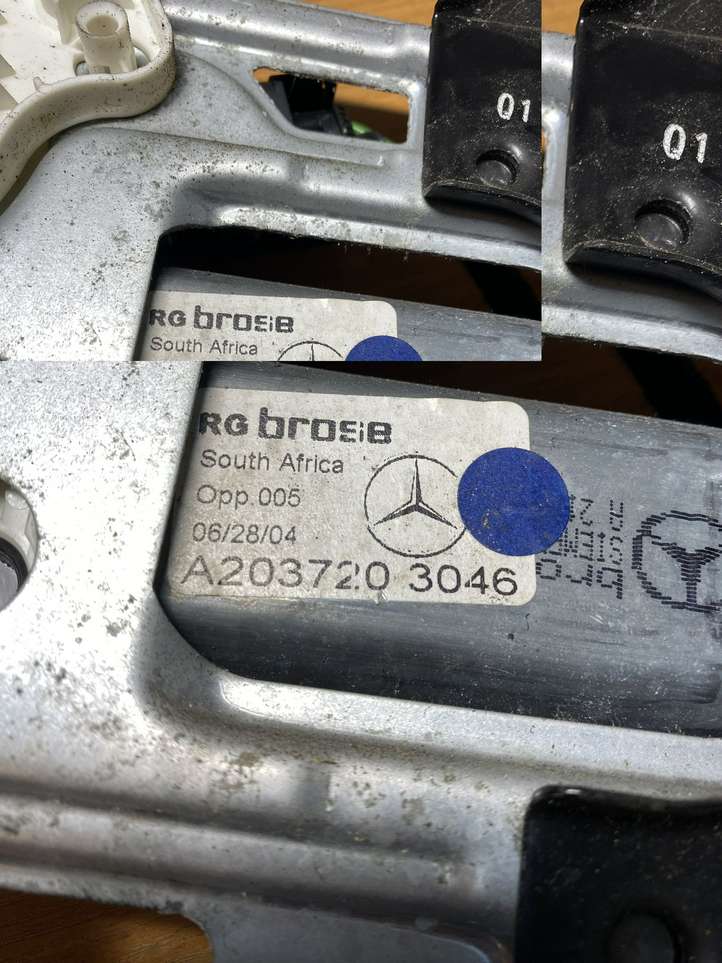 01
01
RG brose
South Africa
RG brose
South Africa
Opp.005
06/28/04
A203720 3046